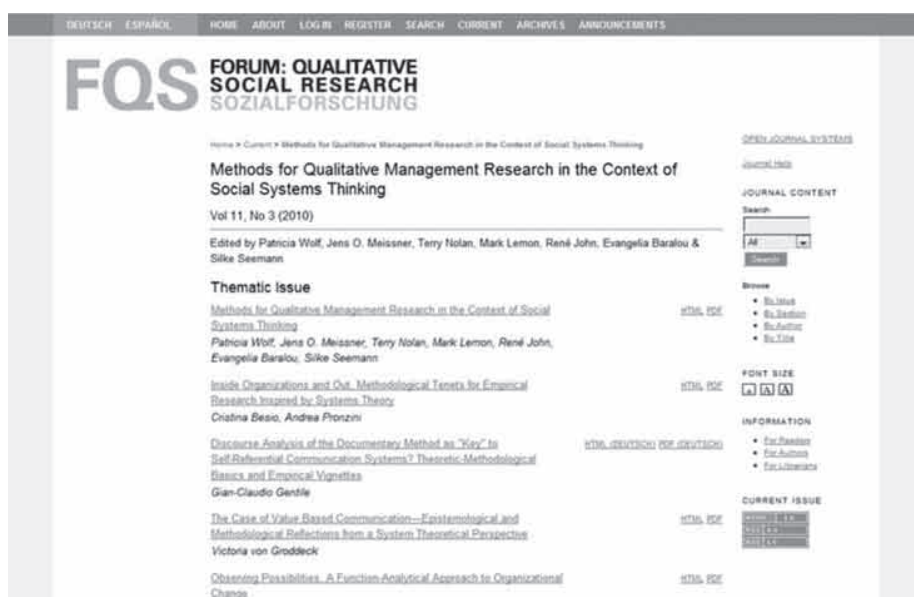 DEUTSCH ESPAÑOL HOME ABOUT LOG IN REGISTER SEARCH CURRENT ARCHIVES ANNOUNCEMENTS
FQS
FORUM: QUALITATIVE
SOCIAL RESEARCH
SOZIALFORSCHUNG
Home > Current > Methods for Qualitative Management Research in the Context of Social Systems Thinking
Methods for Qualitative Management Research in the Context of
Social Systems Thinking
Vol 11, No 3 (2010)
Edited by Patricia Wolf, Jens O. Meissner, Terry Nolan, Mark Lemon, René John, Evangelia Baralou &
Silke Seemann
Thematic Issue
Methods for Qualitative Management Research in the Context of Social HTML PDF
Systems Thinking
Patricia Wolf, Jens O. Meissner, Terry Nolan, Mark Lemon, René John,
Evangelia Baralou, Silke Seemann
Inside Organizations and Out. Methodological Tenets for Empirical HTML PDF
Research Inspired by Systems Theory
Cristina Besio, Andrea Pronzini
Discourse Analysis of the Documentary Method as "Key" to HTML (DEUTSCH) PDF (DEUTSCH)
Self-Referential Communication Systems? Theoretic-Methodological
Basics and Empirical Vignettes
Gian-Claudio Gentile
The Case of Value Based Communication—Epistemological and HTML PDF
Methodological Reflections from a System Theoretical Perspective
Victoria von Groddeck
Observing Possibilities. A Function-Analytical Approach to Organizational HTML PDF
Change
OPEN JOURNAL SYSTEMS
Journal Help
JOURNAL CONTENT
Search
All
Search
Browse
By Issue
By Section
By Author
By Title
FONT SIZE
A A A
INFORMATION
For Readers
For Authors
For Librarians
CURRENT ISSUE